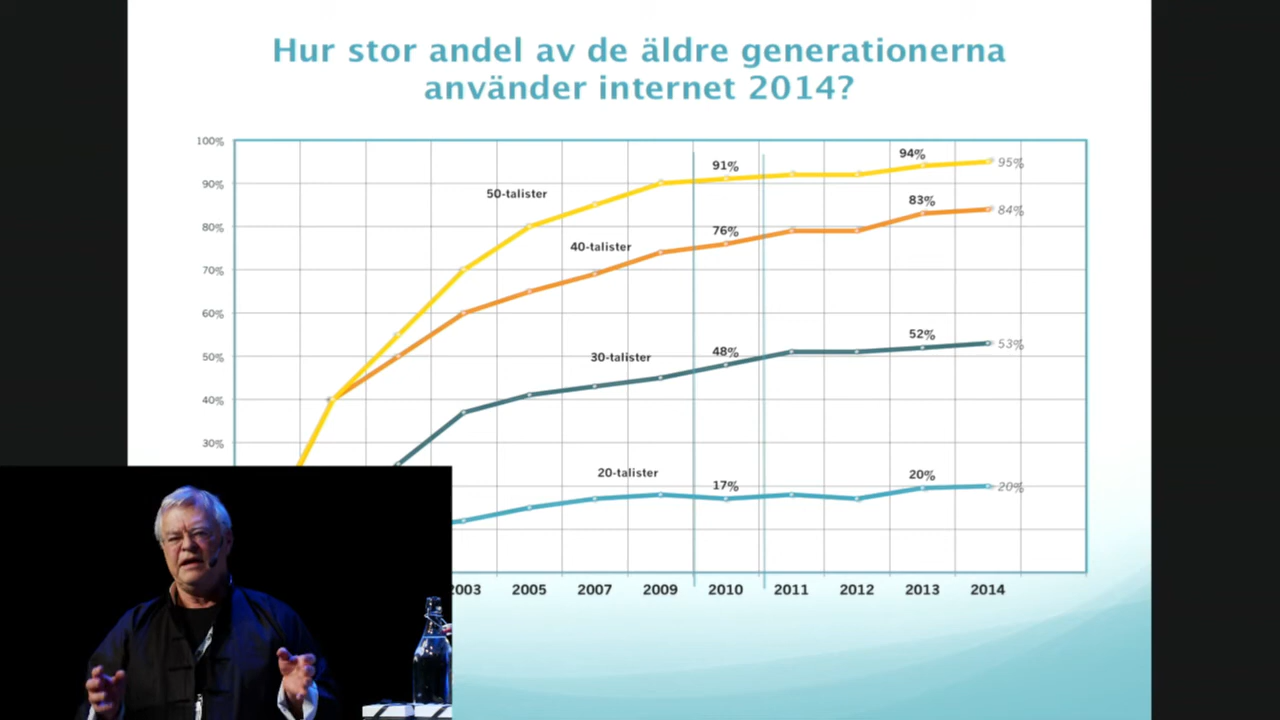 Hur stor andel av de äldre generationerna
använder internet 2014?
100%
90%
80%
70%
60%
50%
40%
30%
50-talister
91%
94%
95%
40-talister
76%
83%
84%
30-talister
48%
52%
53%
20-talister
17%
20%
20%
2003 2005 2007 2009 2010 2011 2012 2013 2014